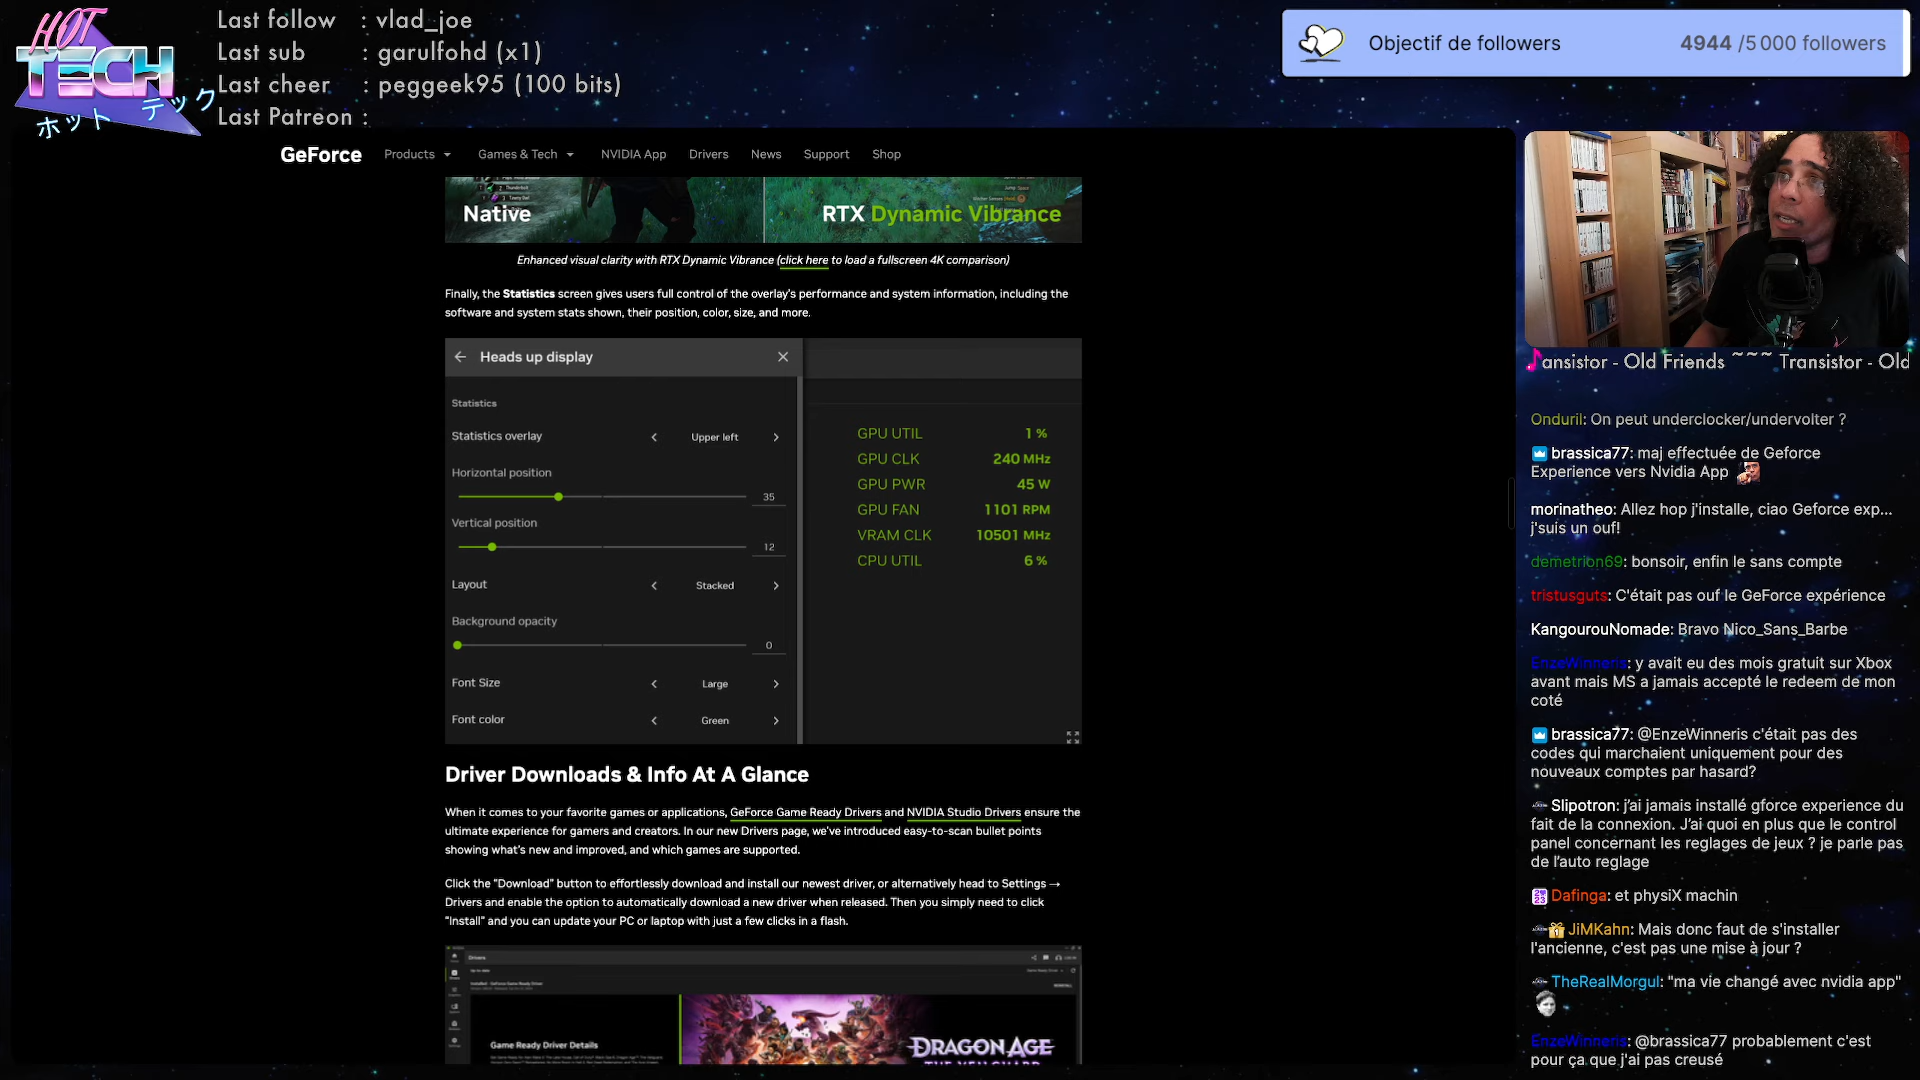 HOT TECH
ホット テック
Last follow : vlad_joe
Last sub : garulfohd (x1)
Last cheer : peggeek95 (100 bits)
Last Patreon :
Objectif de followers 4944 /5 000 followers
GeForce Products Games & Tech NVIDIA App Drivers News Support Shop
Native RTX Dynamic Vibrance
Enhanced visual clarity with RTX Dynamic Vibrance (click here to load a fullscreen 4K comparison)
Finally, the Statistics screen gives users full control of the overlay's performance and system information, including the
software and system stats shown, their position, color, size, and more.
Heads up display
Statistics
Statistics overlay Upper left
Horizontal position
35
Vertical position
12
Layout Stacked
Background opacity
0
Font Size Large
Font color Green
GPU UTIL 1 %
GPU CLK 240 MHz
GPU PWR 45 W
GPU FAN 1101 RPM
VRAM CLK 10501 MHz
CPU UTIL 6 %
Driver Downloads & Info At A Glance
When it comes to your favorite games or applications, GeForce Game Ready Drivers and NVIDIA Studio Drivers ensure the
ultimate experience for gamers and creators. In our new Drivers page, we've introduced easy-to-scan bullet points
showing what's new and improved, and which games are supported.
Click the "Download" button to effortlessly download and install our newest driver, or alternatively head to Settings →
Drivers and enable the option to automatically download a new driver when released. Then you simply need to click
"Install" and you can update your PC or laptop with just a few clicks in a flash.
Drivers
Game Ready Driver Details
DRAGON AGE
ansistor - Old Friends ~~~ Transistor - Old
Onduril: On peut underclocker/undervolter ?
brassica77: maj effectuée de Geforce
Experience vers Nvidia App
morinatheo: Allez hop j'installe, ciao Geforce exp...
j'suis un ouf!
demetrion69: bonsoir, enfin le sans compte
tristusguts: C'était pas ouf le GeForce expérience
KangourouNomade: Bravo Nico_Sans_Barbe
EnzeWinneris: y avait eu des mois gratuit sur Xbox
avant mais MS a jamais accepté le redeem de mon
coté
brassica77: @EnzeWinneris c'était pas des
codes qui marchaient uniquement pour des
nouveaux comptes par hasard?
Slipotron: j'ai jamais installé gforce experience du
fait de la connexion. J'ai quoi en plus que le control
panel concernant les reglages de jeux ? je parle pas
de l'auto reglage
Dafinga: et physiX machin
JiMKahn: Mais donc faut de s'installer
l'ancienne, c'est pas une mise à jour ?
TheRealMorgul: "ma vie changé avec nvidia app"
EnzeWinneris: @brassica77 probablement c'est
pour ça que j'ai pas creusé